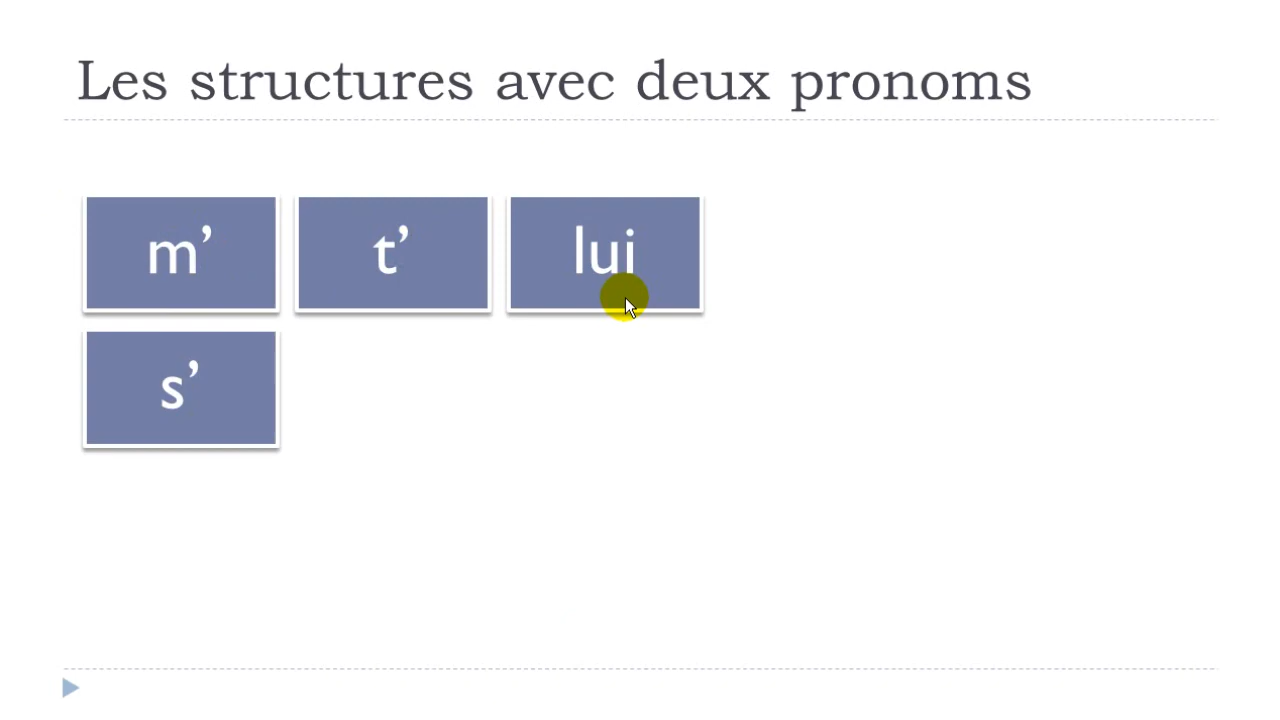 Les structures avec deux pronoms
m’ t’ lui
s’